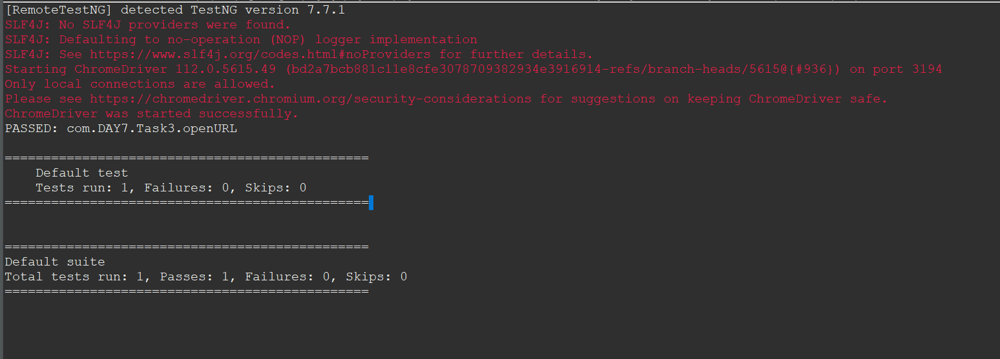 [RemoteTestNG] detected TestNG version 7.7.1
SLF4J: No SLF4J providers were found.
SLF4J: Defaulting to no-operation (NOP) logger implementation
SLF4J: See https://www.slf4j.org/codes.html#noProviders for further details.
Starting ChromeDriver 112.0.5615.49 (bd2a7bcb881c11e8cfe3078709382934e3916914-refs/branch-heads/5615@{#936}) on port 3194
Only local connections are allowed.
Please see https://chromedriver.chromium.org/security-considerations for suggestions on keeping ChromeDriver safe.
ChromeDriver was started successfully.
PASSED: com.DAY7.Task3.openURL
===============================================
    Default test
    Tests run: 1, Failures: 0, Skips: 0
===============================================
===============================================
Default suite
Total tests run: 1, Passes: 1, Failures: 0, Skips: 0
===============================================